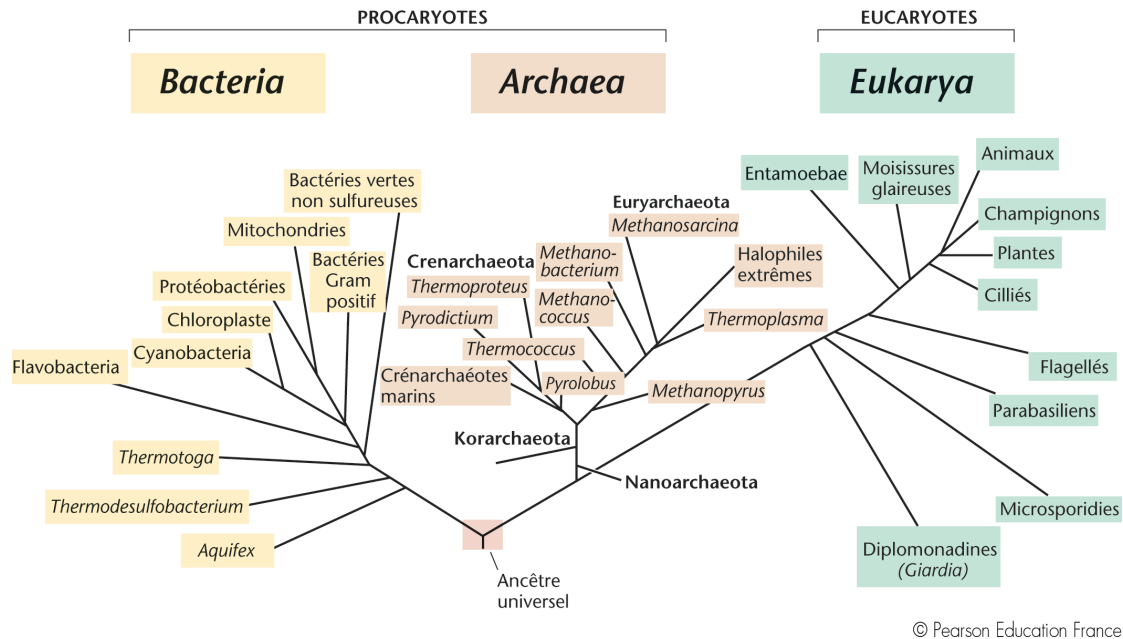 PROCARYOTES
EUCARYOTES
Bacteria
Archaea
Eukarya
Bactéries vertes
non sulfureuses
Mitochondries
Bactéries
Gram
positif
Protéobactéries
Chloroplaste
Cyanobacteria
Flavobacteria
Thermotoga
Thermodesulfobacterium
Aquifex
Crenarchaeota
Thermoproteus
Pyrodictium
Thermococcus
Crénarchaéotes
marins
Pyrolobus
Euryarchaeota
Methanosarcina
Methano-
bacterium
Methano-
coccus
Halophiles
extrêmes
Thermoplasma
Methanopyrus
Korarchaeota
Nanoarchaeota
Ancêtre
universel
Entamoebae
Moisissures
glaireuses
Animaux
Champignons
Plantes
Cilliés
Flagellés
Parabasiliens
Microsporidies
Diplomonadines
(Giardia)
© Pearson Education France